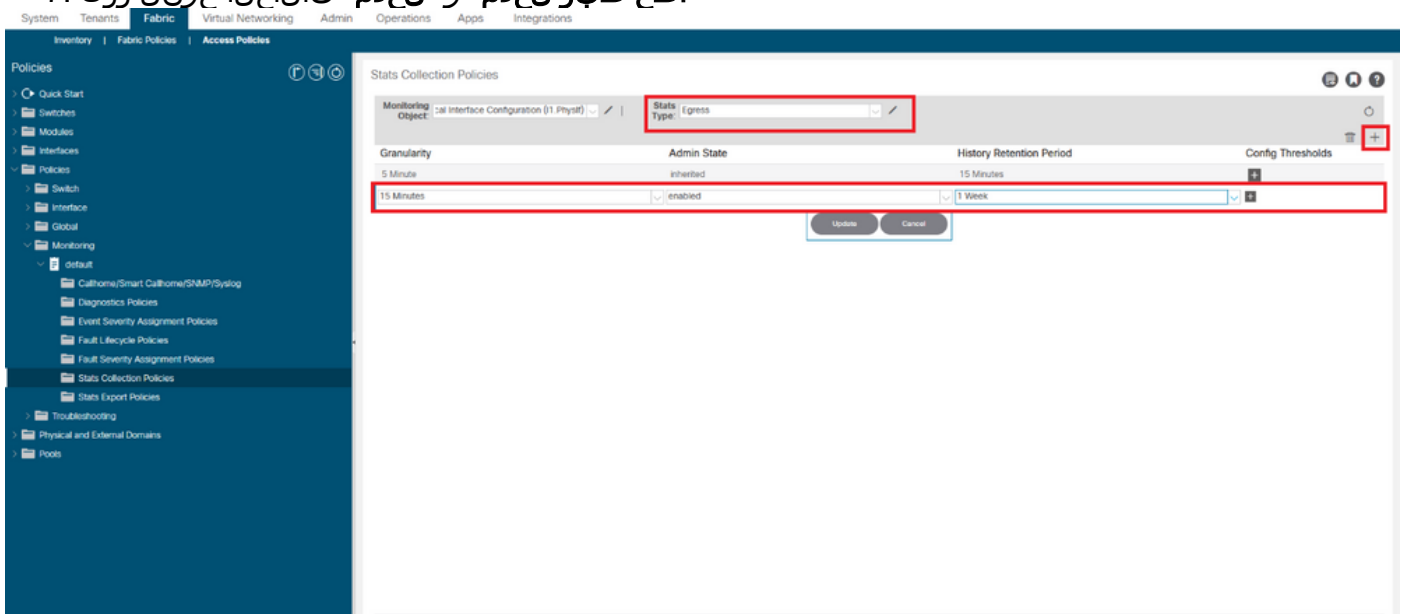 System Tenants Fabric Virtual Networking Admin Operations Apps Integrations
Inventory | Fabric Policies | Access Policies
Policies
Quick Start
Switches
Modules
Interfaces
Policies
Switch
Interface
Global
Monitoring
default
Callhome/Smart Callhome/SNMP/Syslog
Diagnostics Policies
Event Severity Assignment Policies
Fault Lifecycle Policies
Fault Severity Assignment Policies
Stats Collection Policies
Stats Export Policies
Troubleshooting
Physical and External Domains
Pools
Stats Collection Policies
Monitoring Object: cal Interface Configuration (l1.PhysIf) Stats Type: Egress
Granularity Admin State History Retention Period Config Thresholds
5 Minute inherited 15 Minutes
15 Minutes enabled 1 Week
Update Cancel